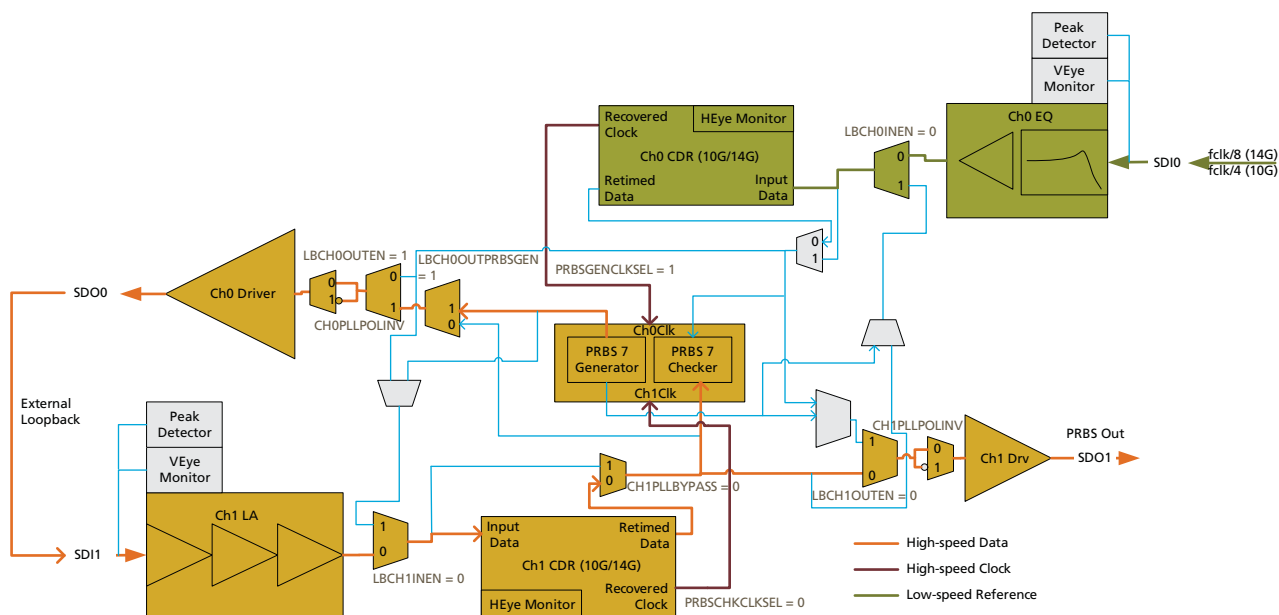 Peak
Detector
VEye
Monitor
Ch0 EQ
SDI0
fclk/8 (14G)
fclk/4 (10G)
Recovered
Clock
HEye Monitor
Ch0 CDR (10G/14G)
Retimed
Data
Input
Data
LBCH0INEN = 0
0
1
0
1
PRBSGENCLKSEL = 1
LBCH0OUTEN = 1
LBCH0OUTPRBSGEN
= 1
SDO0
Ch0 Driver
0
1
0
1
1
0
CH0PLLPOLINV
Ch0Clk
PRBS 7
Generator
PRBS 7
Checker
Ch1Clk
External
Loopback
Peak
Detector
VEye
Monitor
Ch1 LA
SDI1
1
0
LBCH1INEN = 0
1
0
CH1PLLBYPASS = 0
Input
Data
Retimed
Data
Ch1 CDR (10G/14G)
Recovered
Clock
HEye Monitor
PRBSCHKCLKSEL = 0
CH1PLLPOLINV
1
0
0
1
LBCH1OUTEN = 0
Ch1 Drv
PRBS Out
SDO1
High-speed Data
High-speed Clock
Low-speed Reference